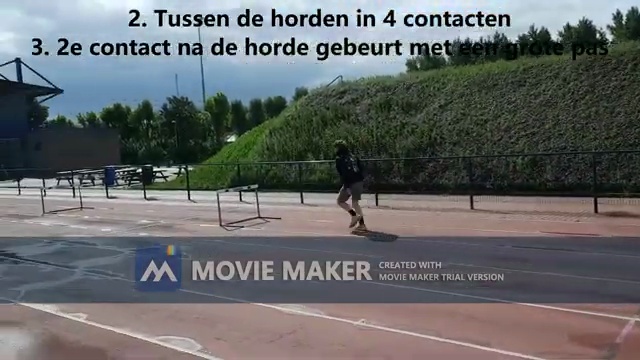 2. Tussen de horden in 4 contacten
3. 2e contact na de horde gebeurt met een grote pas
MOVIE MAKER
CREATED WITH
MOVIE MAKER TRIAL VERSION